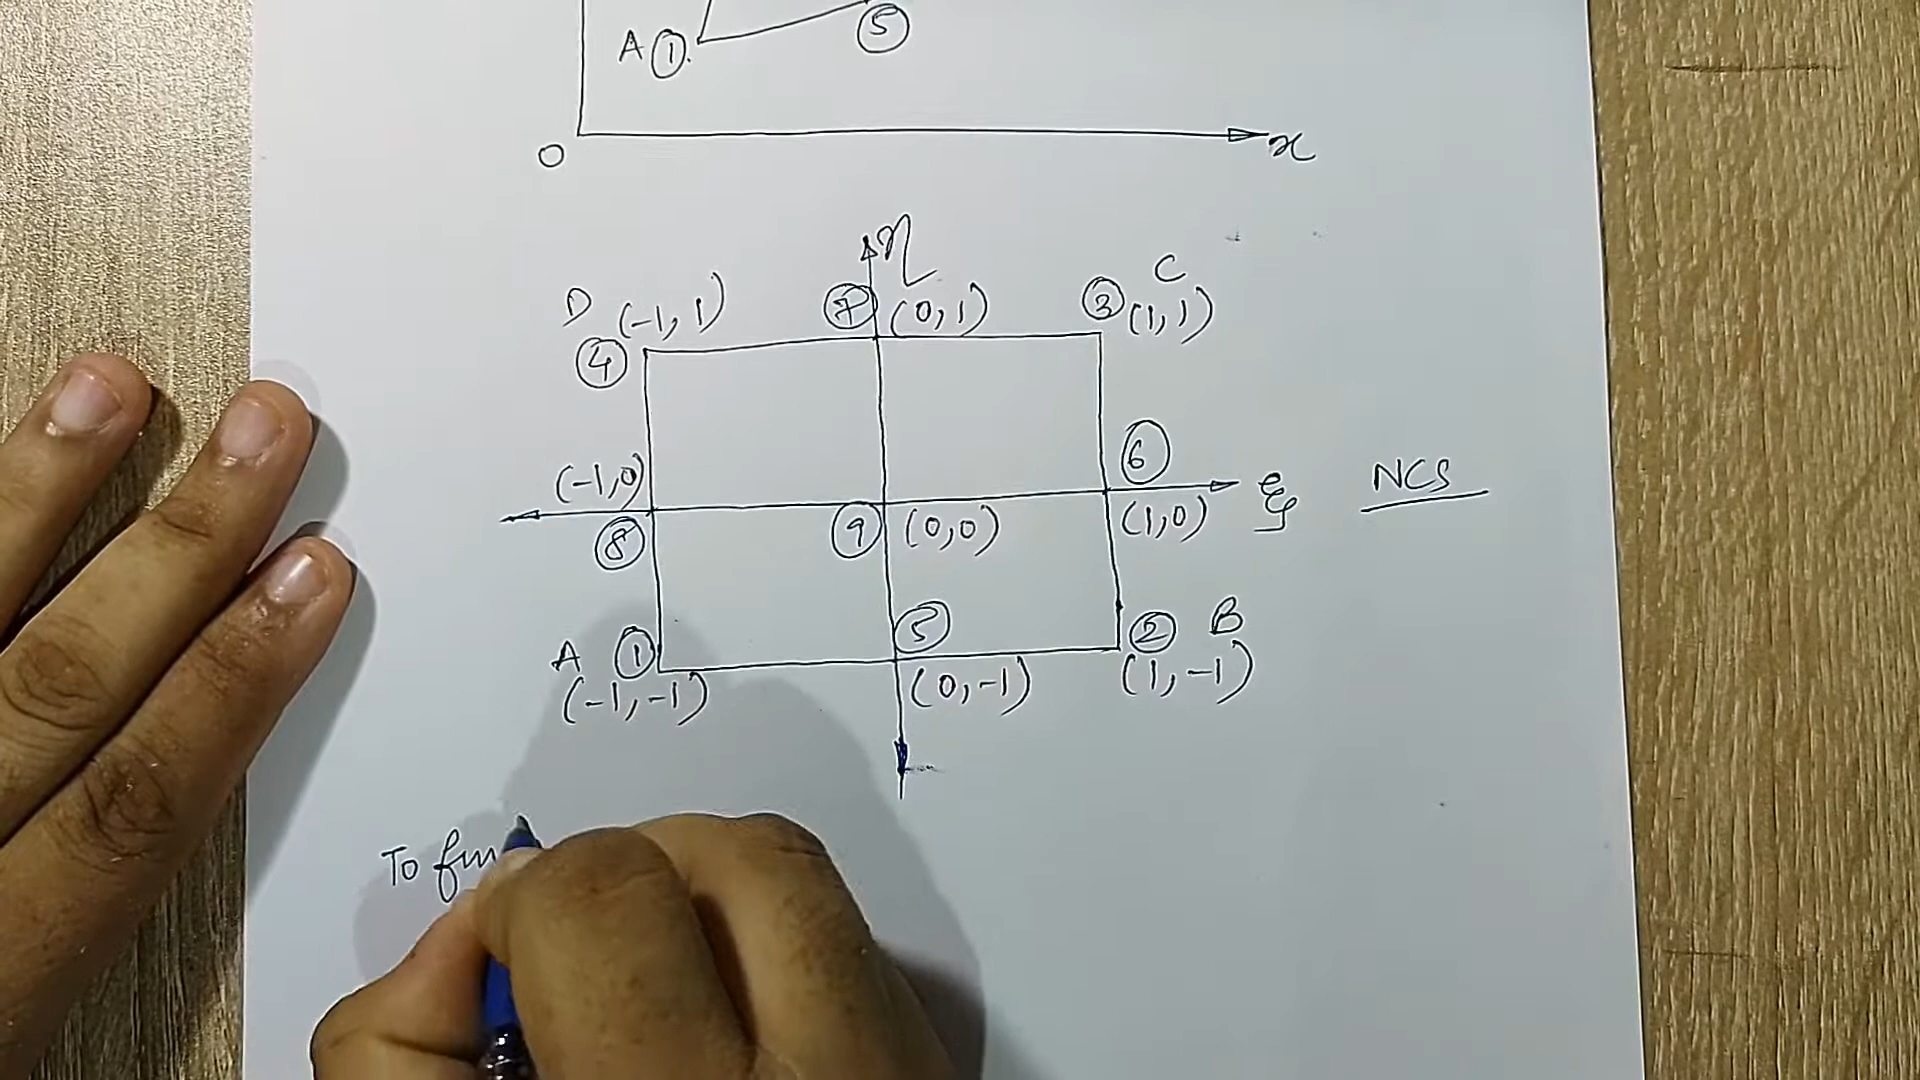 A ① ⑤
O x
η
D (-1, 1) ⑦ (0, 1) ③ C (1, 1)
④
(-1,0) ⑥ NCS
⑧ ⑨ (0,0) (1,0) ξ
A ① ⑤ ② B
(-1,-1) (0,-1) (1,-1)
To